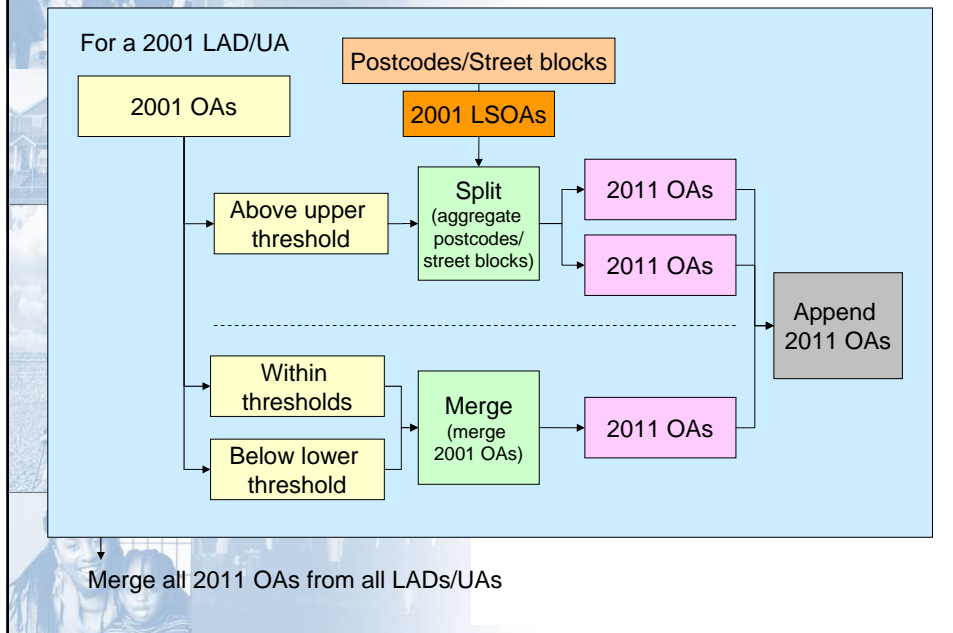 For a 2001 LAD/UA
Postcodes/Street blocks
2001 OAs
2001 LSOAs
Above upper
threshold
Split
(aggregate
postcodes/
street blocks)
2011 OAs
2011 OAs
Append
2011 OAs
Within
thresholds
Below lower
threshold
Merge
(merge
2001 OAs)
2011 OAs
Merge all 2011 OAs from all LADs/UAs